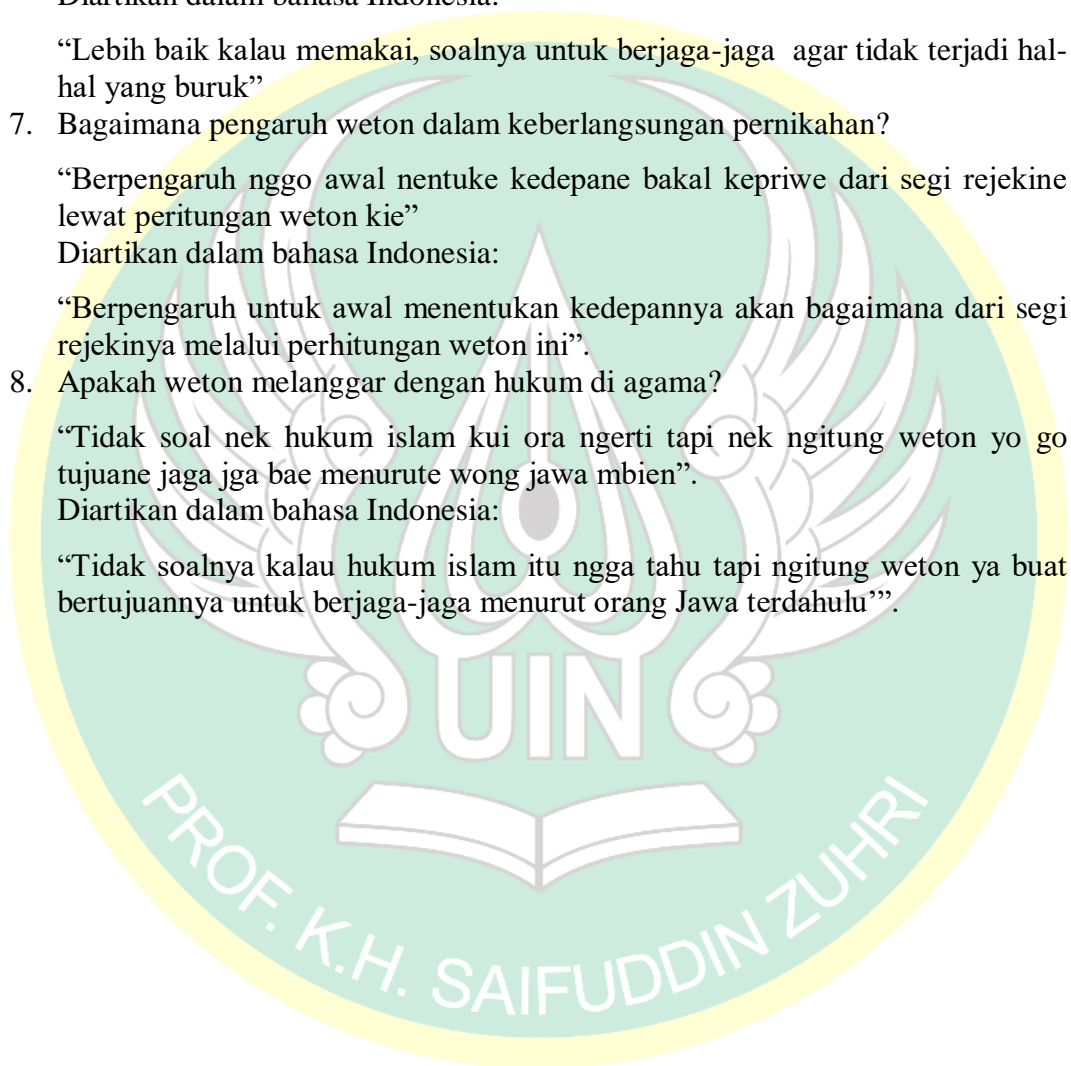 Diartikan dalam bahasa Indonesia:
“Lebih baik kalau memakai, soalnya untuk berjaga-jaga  agar tidak terjadi hal-
hal yang buruk”
7. Bagaimana pengaruh weton dalam keberlangsungan pernikahan?
“Berpengaruh nggo awal nentuke kedepane bakal kepriwe dari segi rejekine
lewat peritungan weton kie”
Diartikan dalam bahasa Indonesia:
“Berpengaruh untuk awal menentukan kedepannya akan bagaimana dari segi
rejekinya melalui perhitungan weton ini”.
8. Apakah weton melanggar dengan hukum di agama?
“Tidak soal nek hukum islam kui ora ngerti tapi nek ngitung weton yo go
tujuane jaga jga bae menurute wong jawa mbien”.
Diartikan dalam bahasa Indonesia:
“Tidak soalnya kalau hukum islam itu ngga tahu tapi ngitung weton ya buat
bertujuannya untuk berjaga-jaga menurut orang Jawa terdahulu’”.
UIN
PROF. K.H. SAIFUDDIN ZUHRI